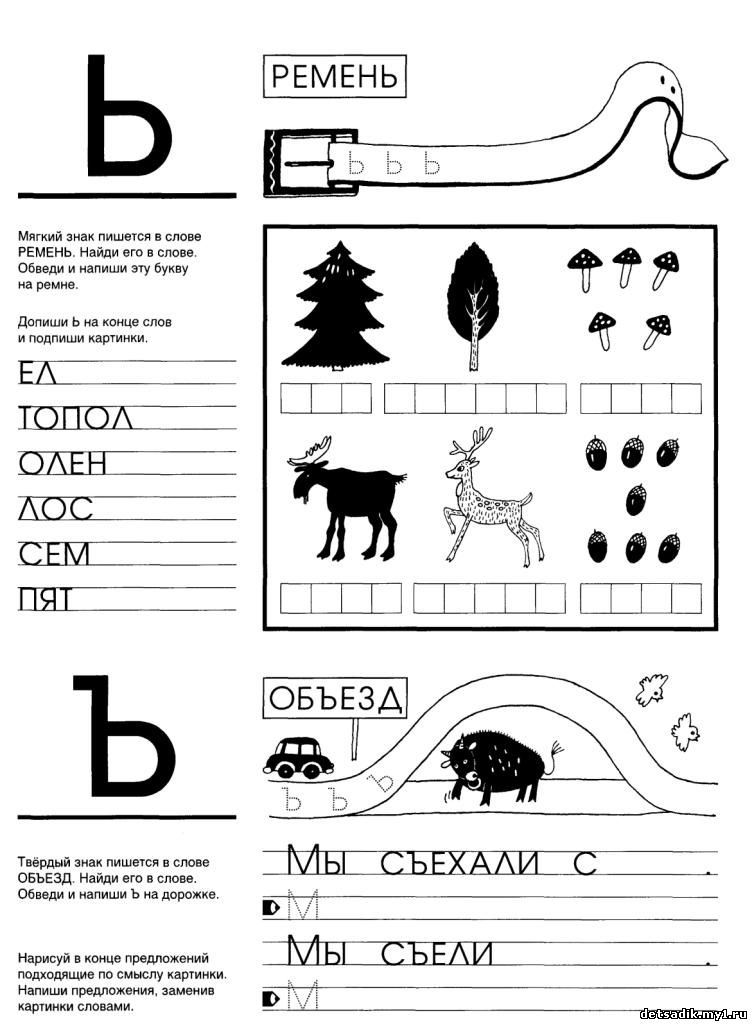 Ь
РЕМЕНЬ
Ь Ь Ь
Мягкий знак пишется в слове
РЕМЕНЬ. Найди его в слове.
Обведи и напиши эту букву
на ремне.
Допиши Ь на конце слов
и подпиши картинки.
ЕЛ
ТОПОЛ
ОЛЕН
ЛОС
СЕМ
ПЯТ
Ъ
ОБЪЕЗД
Ъ Ъ Ъ
Твёрдый знак пишется в слове
ОБЪЕЗД. Найди его в слове.
Обведи и напиши Ъ на дорожке.
Нарисуй в конце предложений
подходящие по смыслу картинки.
Напиши предложения, заменив
картинки словами.
Мы съехали с .
М
Мы съели .
М
detsadik.my1.ru